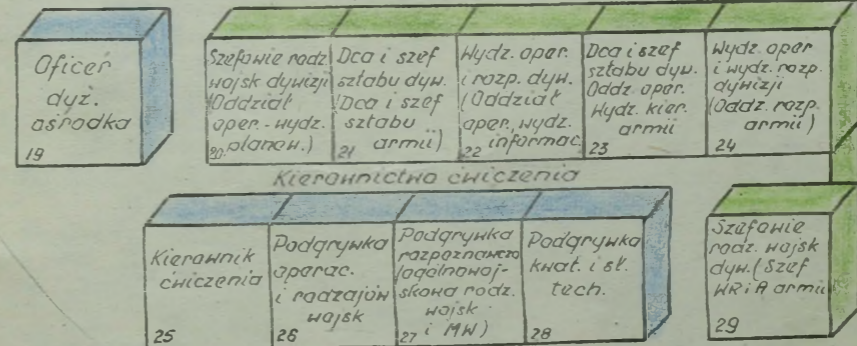 Oficer
dyż.
ośrodka
19
Szefowie rodz.
wojsk dywizji
(Oddział
oper.-wydz.
planow.)
20
Dca i szef
sztabu dyw.
(Dca i szef
sztabu
armii)
21
Wydz. oper.
i rozp. dyw.
(Oddział
oper., wydz.
informac.
22
Dca i szef
sztabu dyw.
Oddz. oper.
Wydz. kier.
armii
23
Wydz. oper
i wydz. rozp.
dywizji
(Oddz. rozp.
armii)
24
Kierownictwo ćwiczenia
Kierownik
ćwiczenia
25
Podgrywka
operac.
i rodzajów
wojsk
26
Podgrywka
rozpoznawczo
/ogólnowoj-
skowa rodz.
wojsk
i MW)
27
Podgrywka
kwat. i sł.
tech.
28
Szefowie
rodz. wojsk
dyw. (Szef
WRiA armii
29